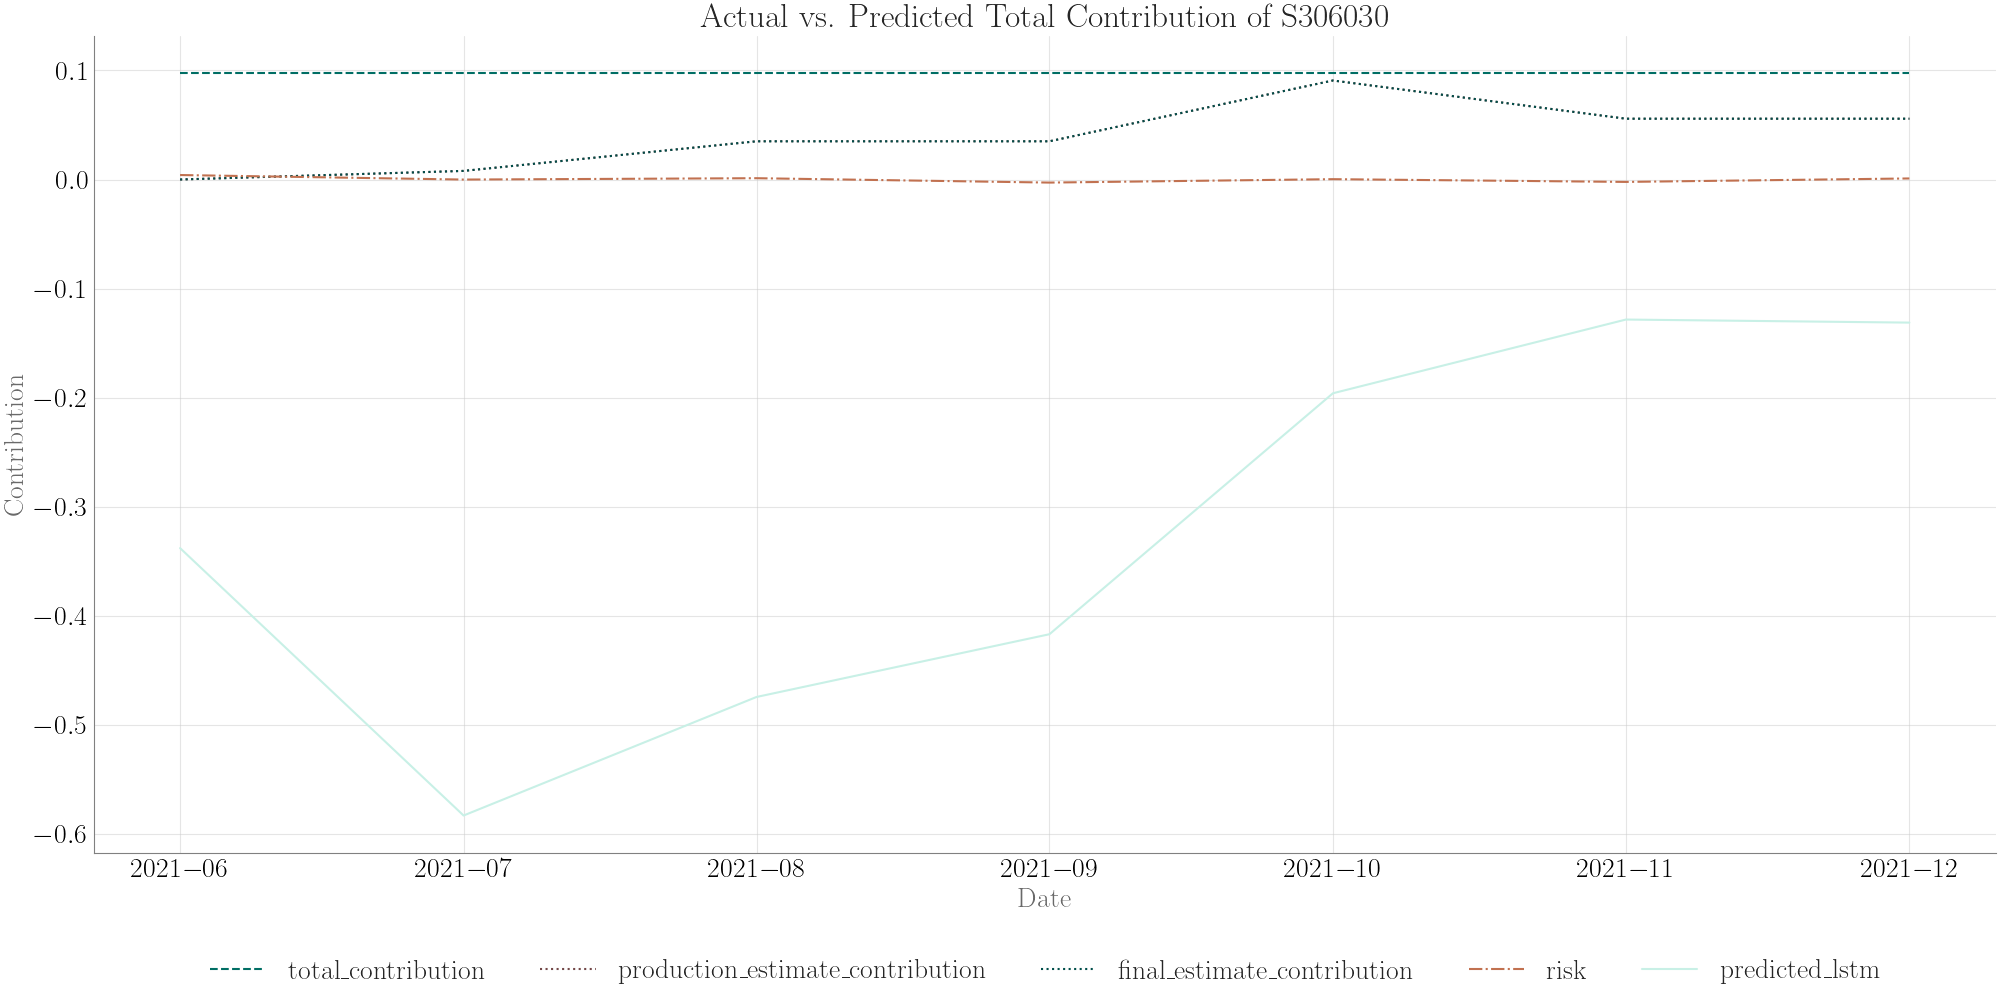 Actual vs. Predicted Total Contribution of S306030
0.1
0.0
−0.1
−0.2
−0.3
−0.4
−0.5
−0.6
Contribution
2021–06 2021–07 2021–08 2021–09 2021–10 2021–11 2021–12
Date
total_contribution production_estimate_contribution final_estimate_contribution risk predicted_lstm